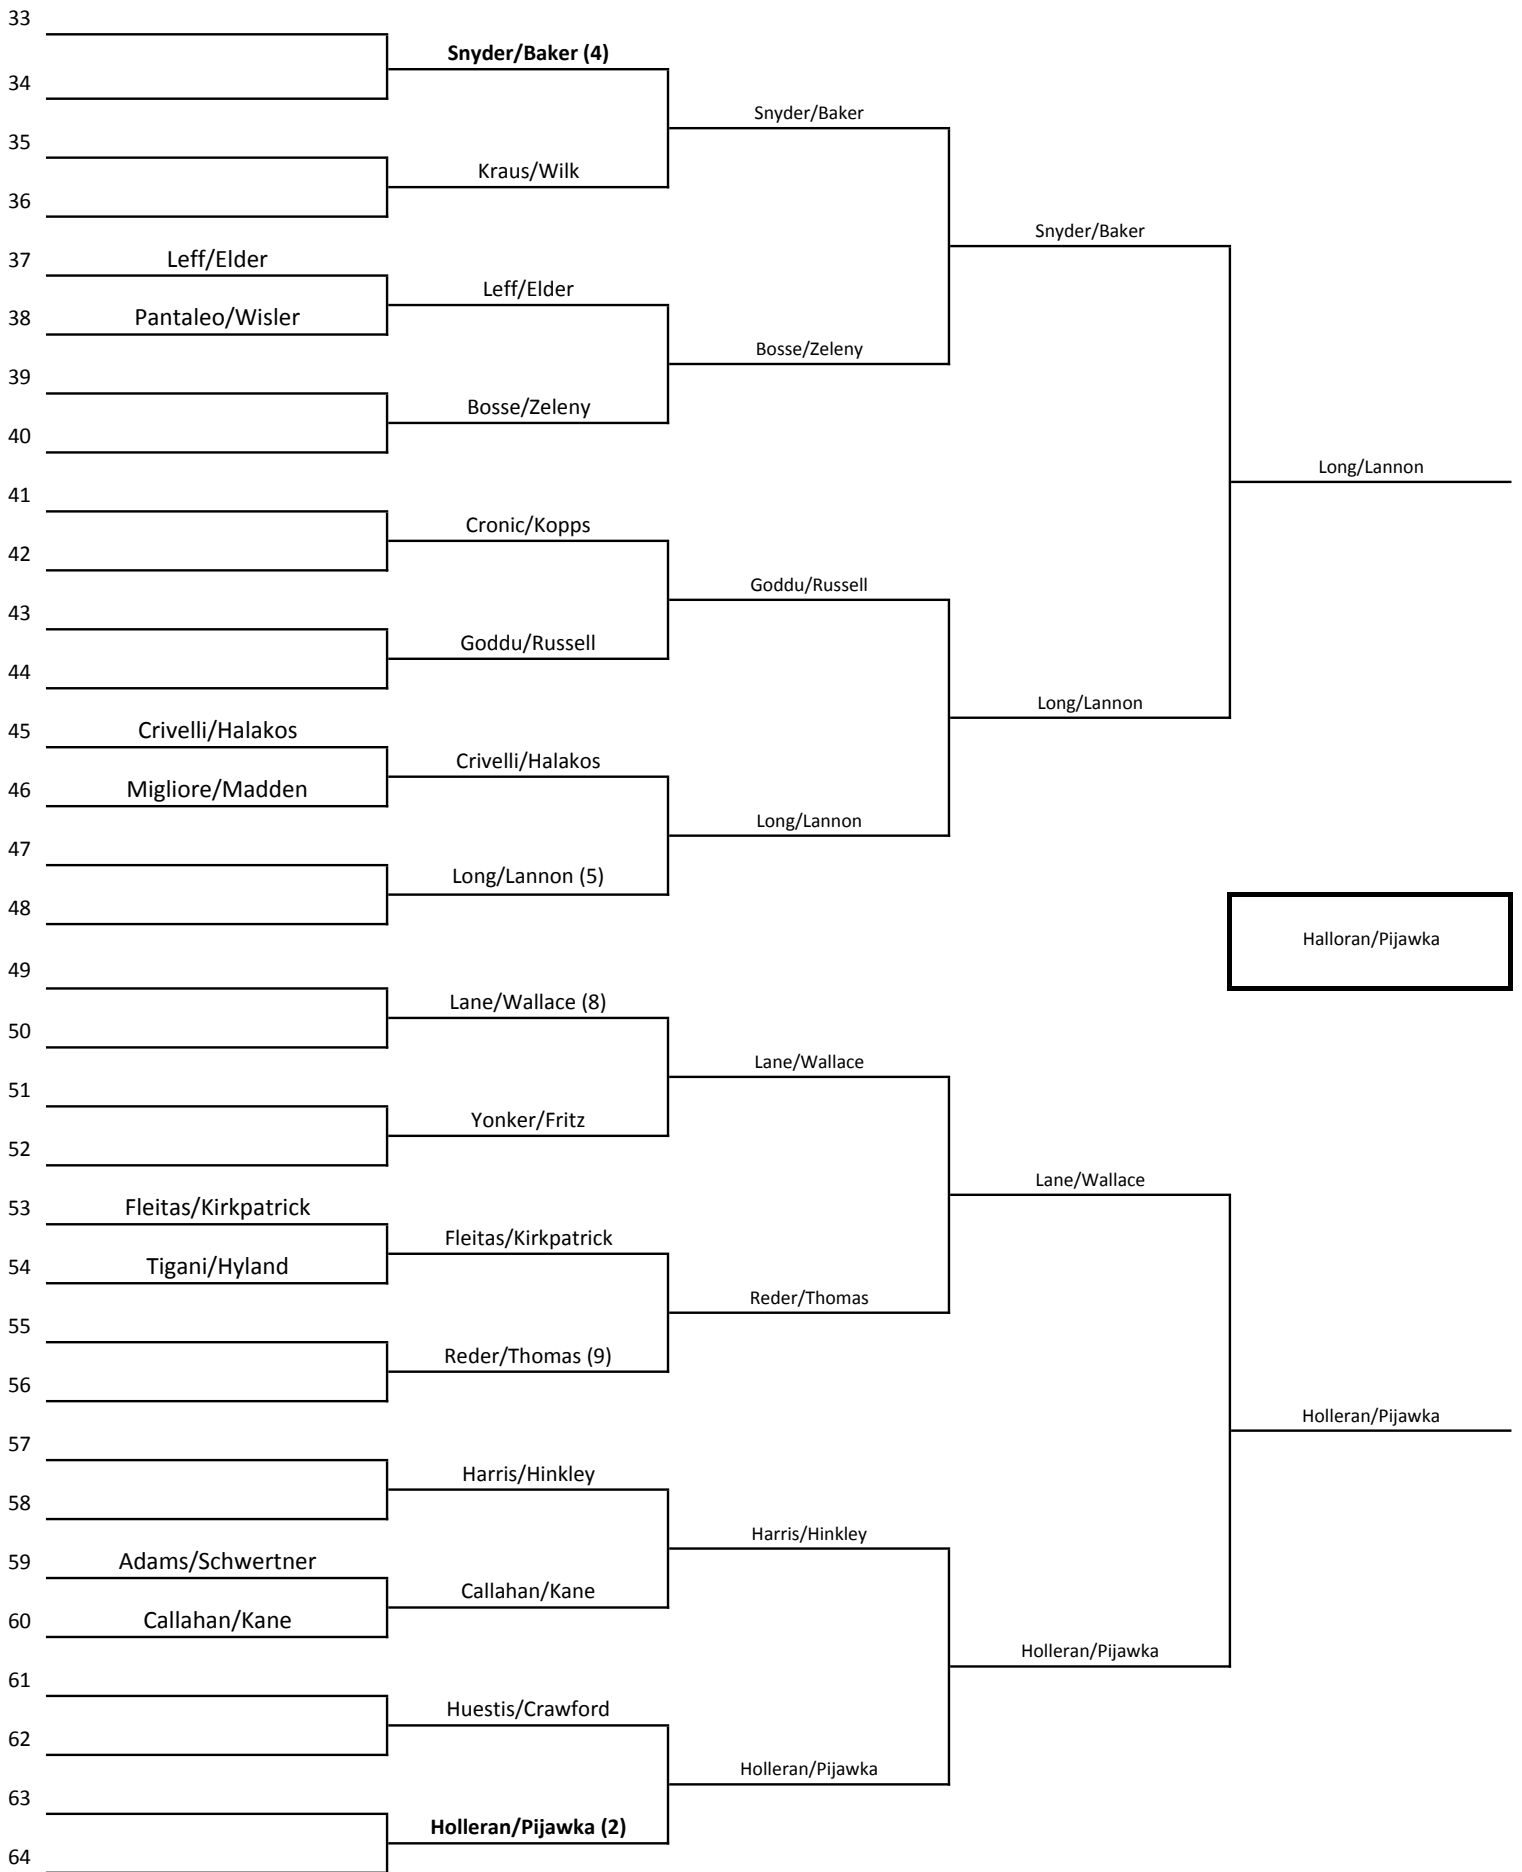 33
Snyder/Baker (4)
34
Snyder/Baker
35
Kraus/Wilk
36
Snyder/Baker
37 Leff/Elder
Leff/Elder
38 Pantaleo/Wisler
Bosse/Zeleny
39
Bosse/Zeleny
40
Long/Lannon
41
Cronic/Kopps
42
Goddu/Russell
43
Goddu/Russell
44
Long/Lannon
45 Crivelli/Halakos
Crivelli/Halakos
46 Migliore/Madden
Long/Lannon
47
Long/Lannon (5)
48
Halloran/Pijawka
49
Lane/Wallace (8)
50
Lane/Wallace
51
Yonker/Fritz
52
Lane/Wallace
53 Fleitas/Kirkpatrick
Fleitas/Kirkpatrick
54 Tigani/Hyland
Reder/Thomas
55
Reder/Thomas (9)
56
Holleran/Pijawka
57
Harris/Hinkley
58
Harris/Hinkley
59 Adams/Schwertner
Callahan/Kane
60 Callahan/Kane
Holleran/Pijawka
61
Huestis/Crawford
62
Holleran/Pijawka
63
Holleran/Pijawka (2)
64